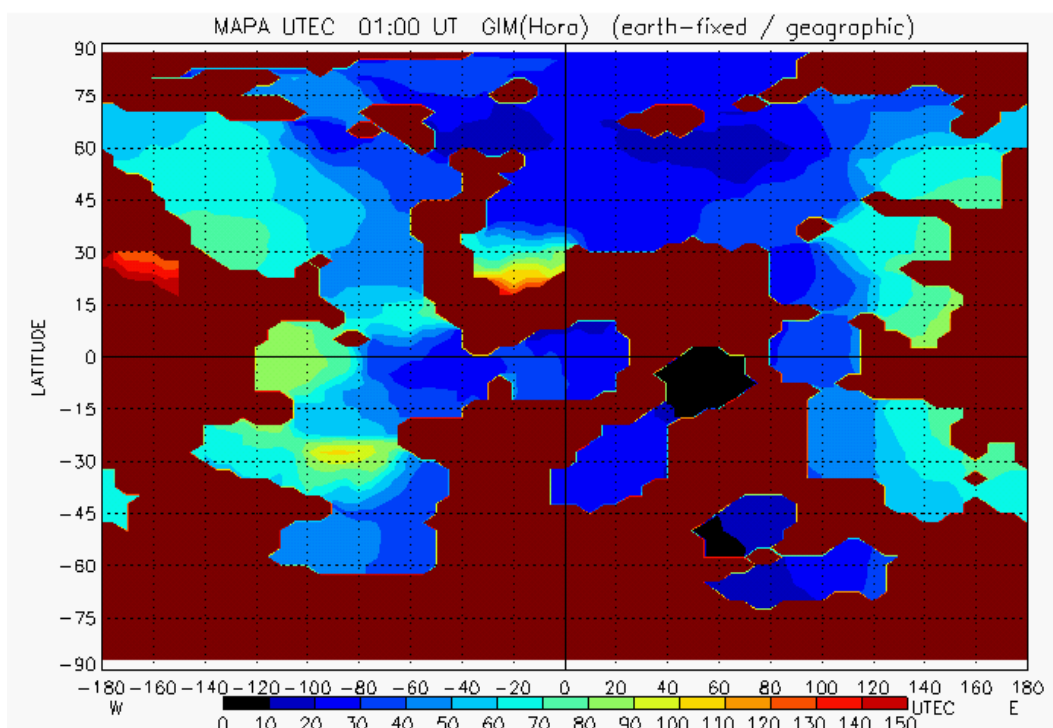 MAPA UTEC 01:00 UT GIM(Hora) (earth-fixed / geographic)
90
75
60
45
30
15
0
−15
−30
−45
−60
−75
−90
LATITUDE
−180 −160 −140 −120 −100 −80 −60 −40 −20 0 20 40 60 80 100 120 140 160 180
W UTEC E
0 10 20 30 40 50 60 70 80 90 100 110 120 130 140 150